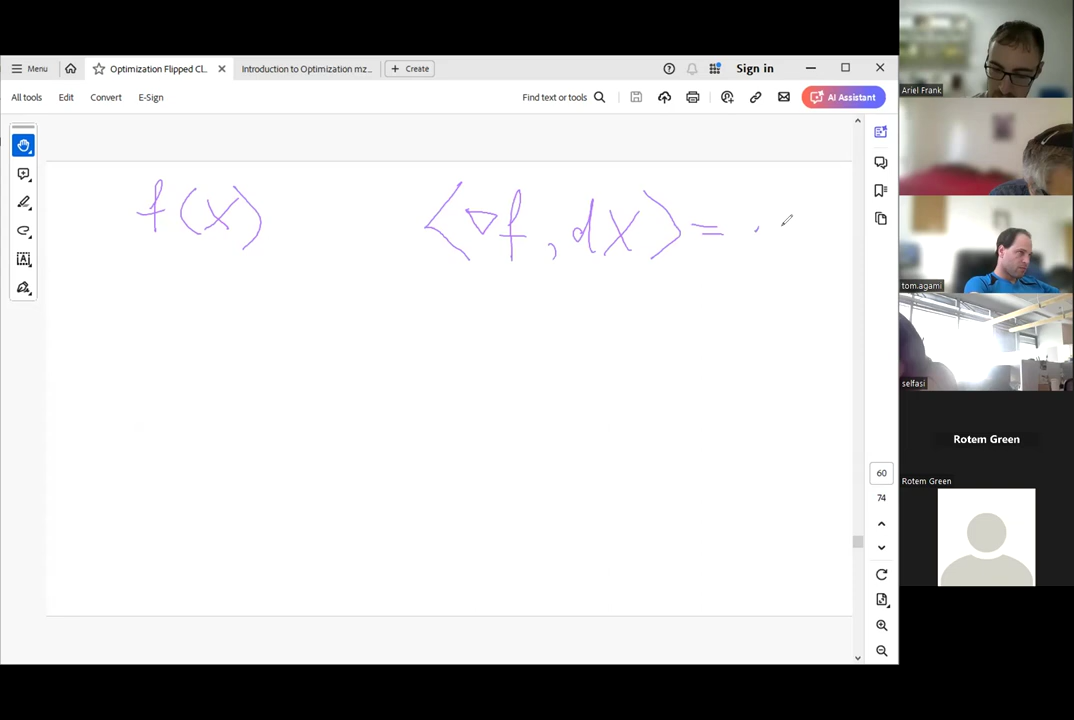 Menu Optimization Flipped Cl.. Introduction to Optimization mz... Create Sign in
All tools Edit Convert E-Sign Find text or tools AI Assistant
f(X) ⟨∇f, dX⟩ = .
60
74
Ariel Frank
tom.agami
selfasi
Rotem Green
Rotem Green